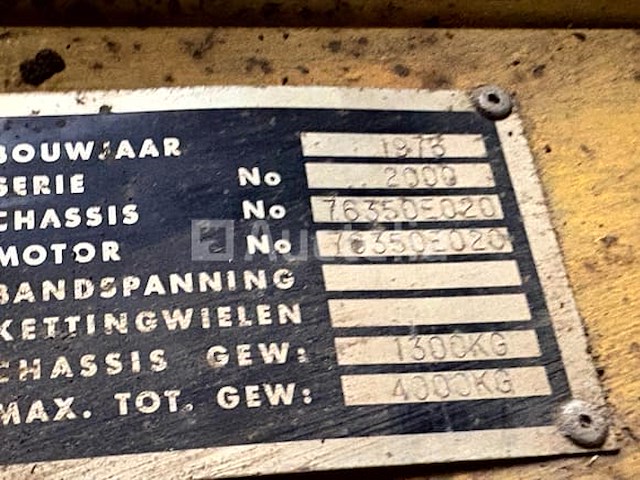 BOUWJAAR 1975
SERIE No 2000
CHASSIS No 76350E020
MOTOR No 76350E020
BANDSPANNING
KETTINGWIELEN
CHASSIS GEW: 1300KG
MAX. TOT. GEW: 4000KG